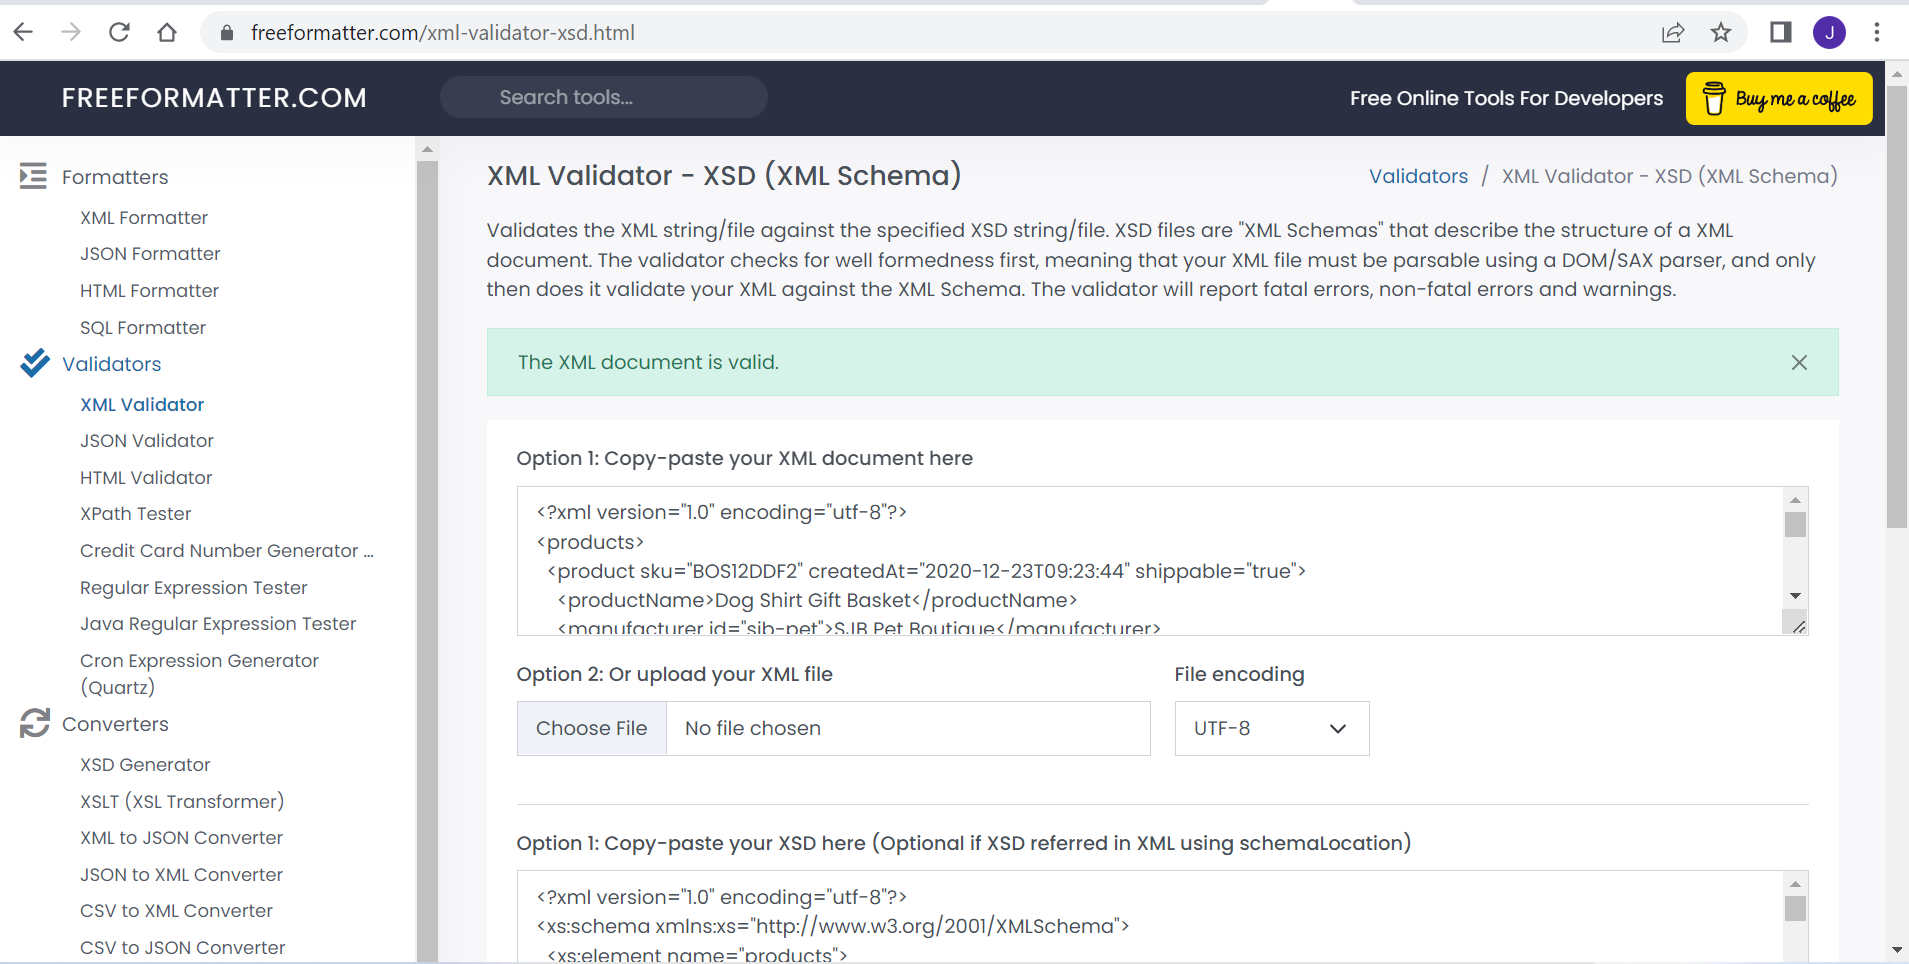 freeformatter.com/xml-validator-xsd.html
J
FREEFORMATTER.COM
Search tools...
Free Online Tools For Developers
Buy me a coffee
Formatters
XML Formatter
JSON Formatter
HTML Formatter
SQL Formatter
Validators
XML Validator
JSON Validator
HTML Validator
XPath Tester
Credit Card Number Generator ...
Regular Expression Tester
Java Regular Expression Tester
Cron Expression Generator
(Quartz)
Converters
XSD Generator
XSLT (XSL Transformer)
XML to JSON Converter
JSON to XML Converter
CSV to XML Converter
CSV to JSON Converter
XML Validator - XSD (XML Schema)
Validators / XML Validator - XSD (XML Schema)
Validates the XML string/file against the specified XSD string/file. XSD files are "XML Schemas" that describe the structure of a XML
document. The validator checks for well formedness first, meaning that your XML file must be parsable using a DOM/SAX parser, and only
then does it validate your XML against the XML Schema. The validator will report fatal errors, non-fatal errors and warnings.
The XML document is valid.
Option 1: Copy-paste your XML document here
<?xml version="1.0" encoding="utf-8"?>
<products>
<product sku="BOS12DDF2" createdAt="2020-12-23T09:23:44" shippable="true">
<productName>Dog Shirt Gift Basket</productName>
<manufacturer id="sjb-pet">SJB Pet Boutique</manufacturer>
Option 2: Or upload your XML file
File encoding
Choose File
No file chosen
UTF-8
Option 1: Copy-paste your XSD here (Optional if XSD referred in XML using schemaLocation)
<?xml version="1.0" encoding="utf-8"?>
<xs:schema xmlns:xs="http://www.w3.org/2001/XMLSchema">
<xs:element name="products">